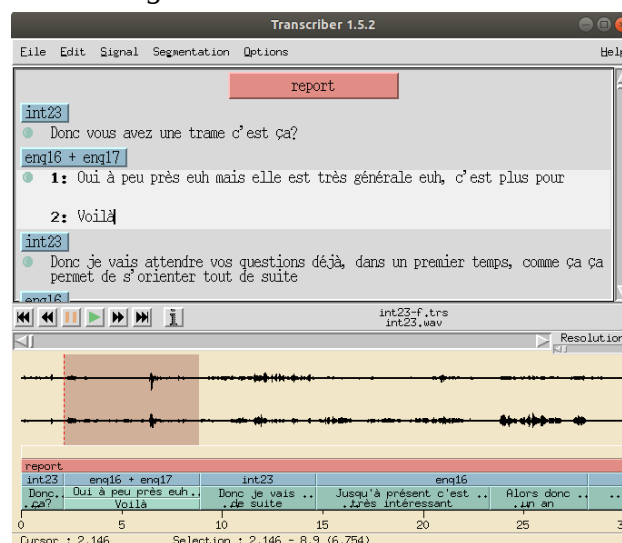 Transcriber 1.5.2
File Edit Signal Segmentation Options Help
report
int23
Donc vous avez une trame c'est ça?
enq16 + enq17
1: Oui à peu près euh mais elle est très générale euh, c'est plus pour
2: Voilà
int23
Donc je vais attendre vos questions déjà, dans un premier temps, comme ça ça
permet de s'orienter tout de suite
enq16
int23-f.trs
int23.wav
Resolution
report
int23 enq16 + enq17 int23 enq16
Donc.. Oui à peu près euh.. Donc je vais .. Jusqu'à présent c'est .. Alors donc .. ..
.ça? Voilà .de suite .très intéressant .un an
0 5 10 15 20 25 3
Cursor : 2.146 Selection : 2.146 - 8.9 (6.754)